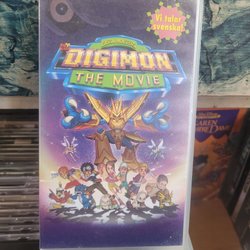 Vi talar
svenska!
DIGIMON
THE MOVIE